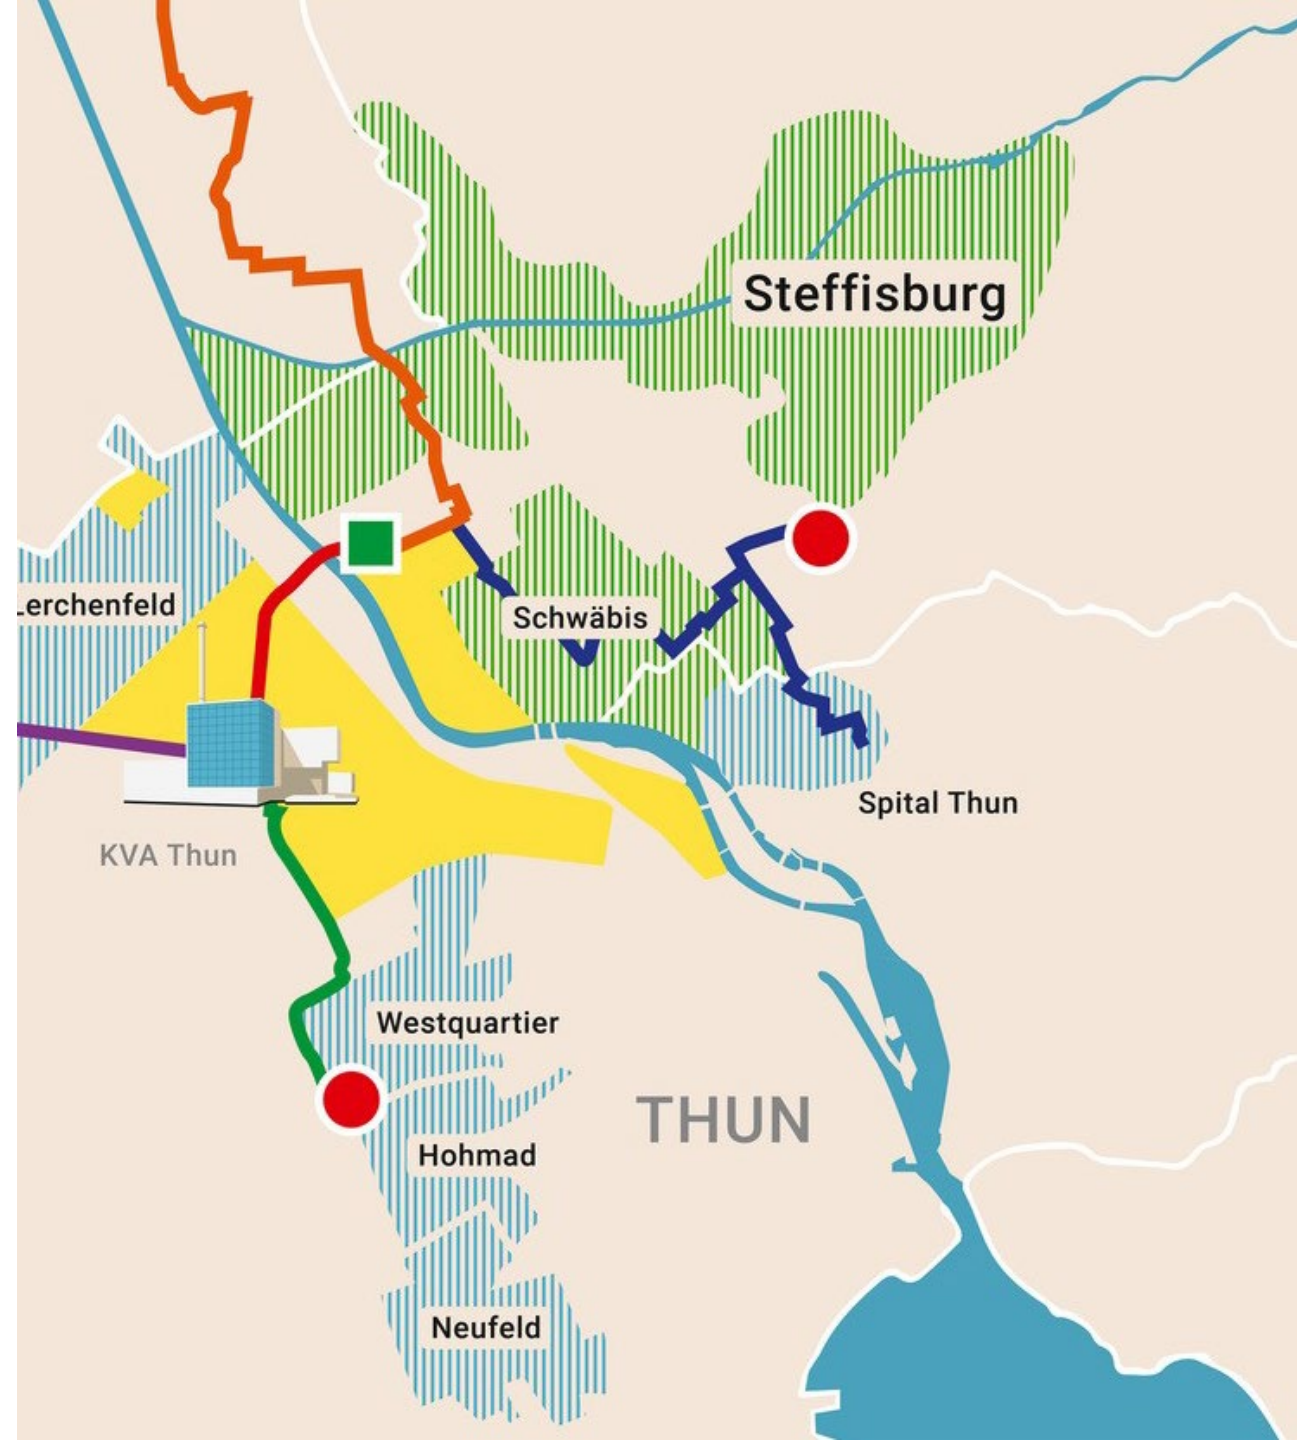 Steffisburg
Lerchenfeld
Schwäbis
Spital Thun
KVA Thun
Westquartier
THUN
Hohmad
Neufeld